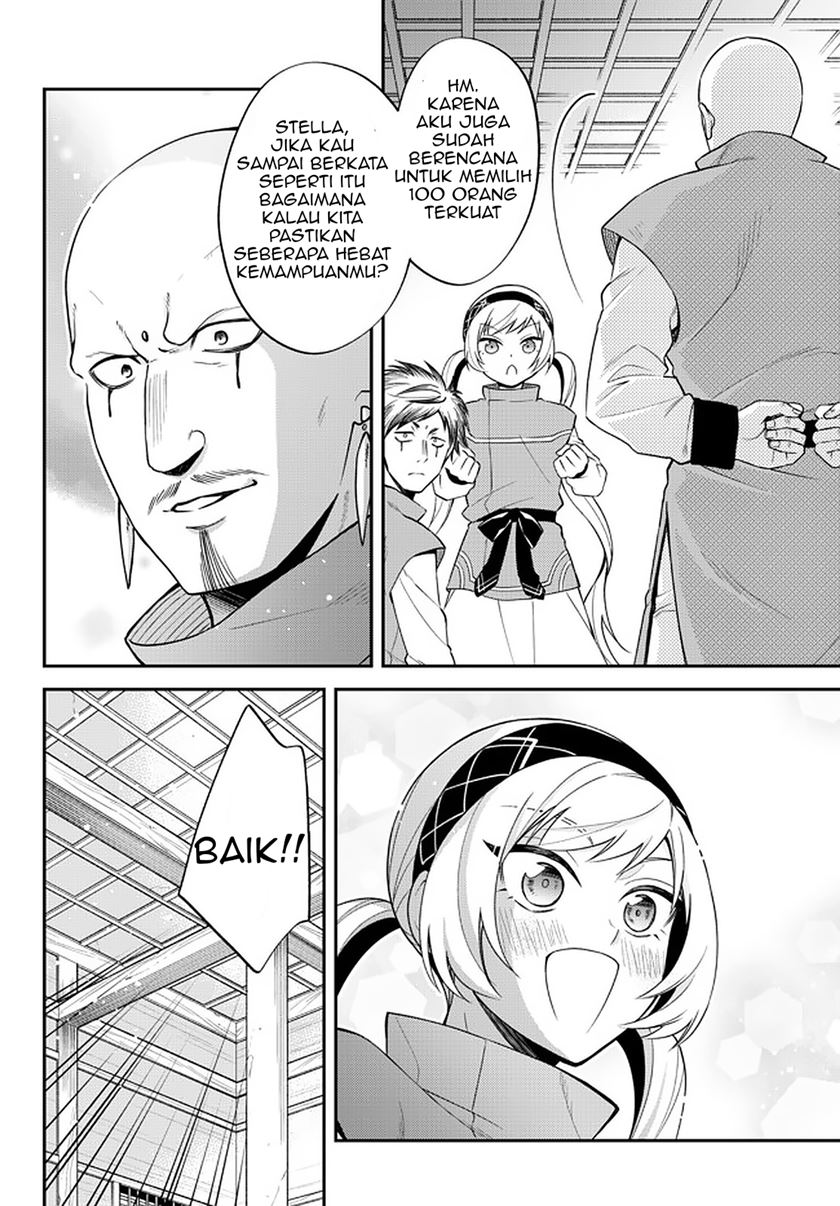 HM.
KARENA
AKU JUGA
SUDAH
BERENCANA
UNTUK MEMILIH
100 ORANG
TERKUAT
STELLA,
JIKA KAU
SAMPAI BERKATA
SEPERTI ITU
BAGAIMANA
KALAU KITA
PASTIKAN
SEBERAPA HEBAT
KEMAMPUANMU?
BAIK!!